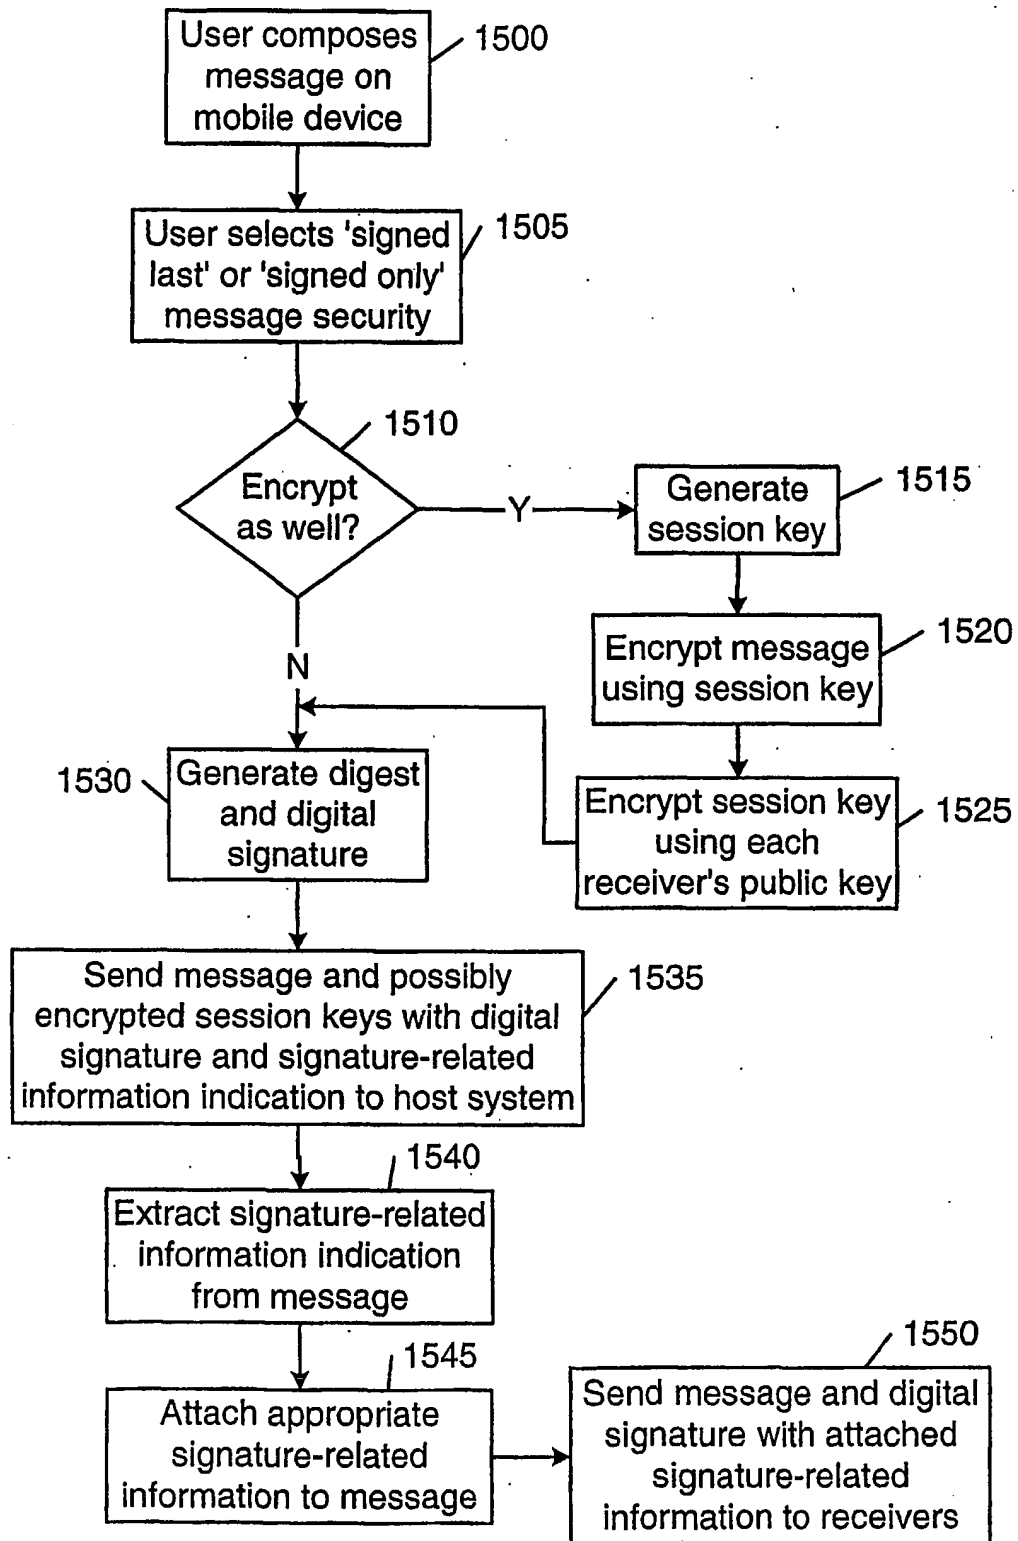 User composes
message on
mobile device
1500
User selects 'signed
last' or 'signed only'
message security
1505
Encrypt
as well?
1510
Y
N
Generate
session key
1515
Encrypt message
using session key
1520
Encrypt session key
using each
receiver's public key
1525
Generate digest
and digital
signature
1530
Send message and possibly
encrypted session keys with digital
signature and signature-related
information indication to host system
1535
Extract signature-related
information indication
from message
1540
Attach appropriate
signature-related
information to message
1545
Send message and digital
signature with attached
signature-related
information to receivers
1550